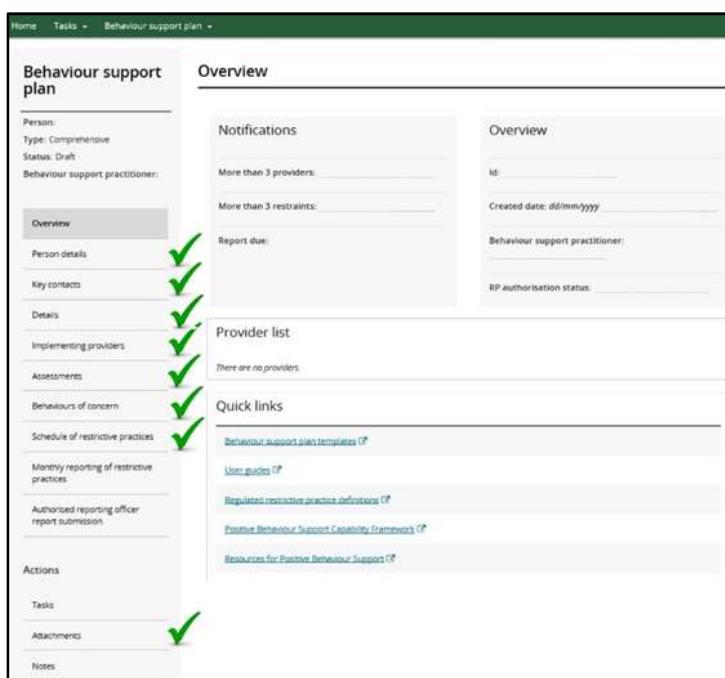 Home Tasks Behaviour support plan
Behaviour support
plan
Person:
Type: Comprehensive
Status: Draft
Behaviour support practitioner:
Overview
Person details
Key contacts
Details
Implementing providers
Assessments
Behaviours of concern
Schedule of restrictive practices
Monthly reporting of restrictive
practices
Authorised reporting officer
report submission
Actions
Tasks
Attachments
Notes
Overview
Notifications
More than 3 providers:
More than 3 restraints:
Report due:
Overview
Id:
Created date: dd/mm/yyyy
Behaviour support practitioner:
RP authorisation status:
Provider list
There are no providers.
Quick links
Behaviour support plan templates
User guides
Regulated restrictive practice definitions
Positive Behaviour Support Capability Framework
Resources for Positive Behaviour Support